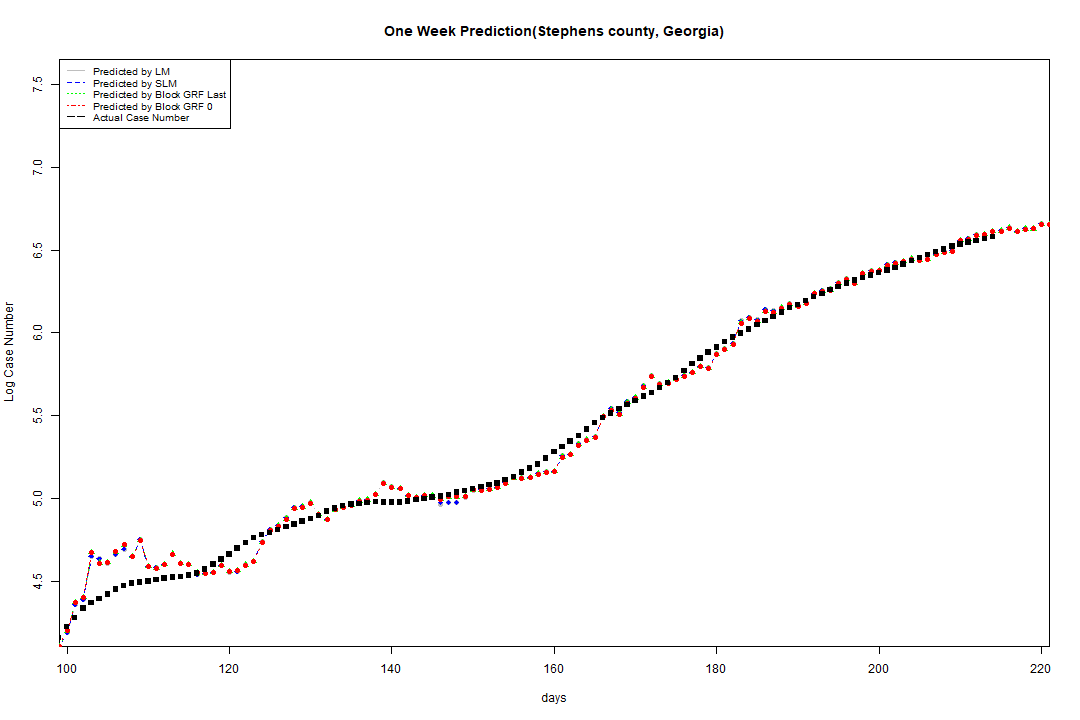 One Week Prediction(Stephens county, Georgia)
Predicted by LM
Predicted by SLM
Predicted by Block GRF Last
Predicted by Block GRF 0
Actual Case Number
7.5
7.0
6.5
6.0
5.5
5.0
4.5
Log Case Number
100 120 140 160 180 200 220
days